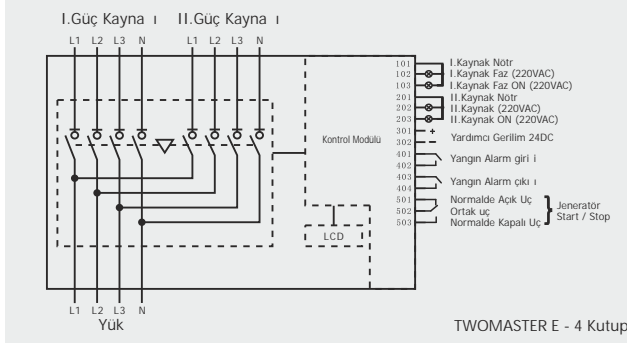 I.Güç Kayna ı II.Güç Kayna ı
L1 L2 L3 N L1 L2 L3 N
101 I.Kaynak Nötr
102 I.Kaynak Faz (220VAC)
103 I.Kaynak Faz ON (220VAC)
201 II.Kaynak Nötr
202 II.Kaynak (220VAC)
203 II.Kaynak ON (220VAC)
301 +
302 - Yardımcı Gerilim 24DC
Kontrol Modülü
401
402 Yangın Alarm giri i
403
404 Yangın Alarm çıkı ı
501 Normalde Açık Uç
502 Ortak uç
503 Normalde Kapalı Uç
Jeneratör
Start / Stop
LCD
L1 L2 L3 N
Yük
TWOMASTER E - 4 Kutup